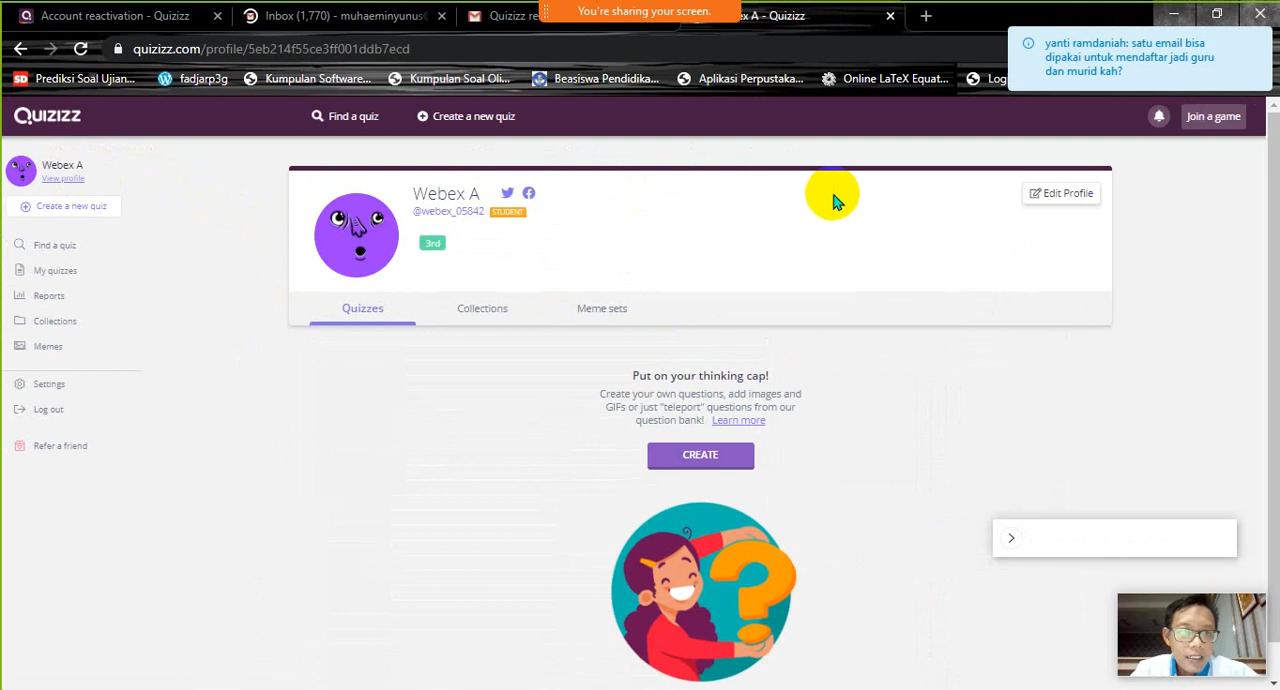 Account reactivation - Quizizz
Inbox (1,770) - muhaeminyunus
Quizizz re
You're sharing your screen.
x A - Quizizz
quizizz.com/profile/5eb214f55ce3ff001ddb7ecd
yanti ramdaniah: satu email bisa
dipakai untuk mendaftar jadi guru
dan murid kah?
SD Prediksi Soal Ujian...
fadjarp3g
Kumpulan Software...
Kumpulan Soal Oli...
Beasiswa Pendidika...
Aplikasi Perpustaka...
Online LaTeX Equat...
Log
QUIZIZZ
Find a quiz
Create a new quiz
Join a game
Webex A
View profile
Create a new quiz
Find a quiz
My quizzes
Reports
Collections
Memes
Settings
Log out
Refer a friend
Webex A
@webex_05842 STUDENT
3rd
Edit Profile
Quizzes
Collections
Meme sets
Put on your thinking cap!
Create your own questions, add images and
GIFs or just "teleport" questions from our
question bank! Learn more
CREATE